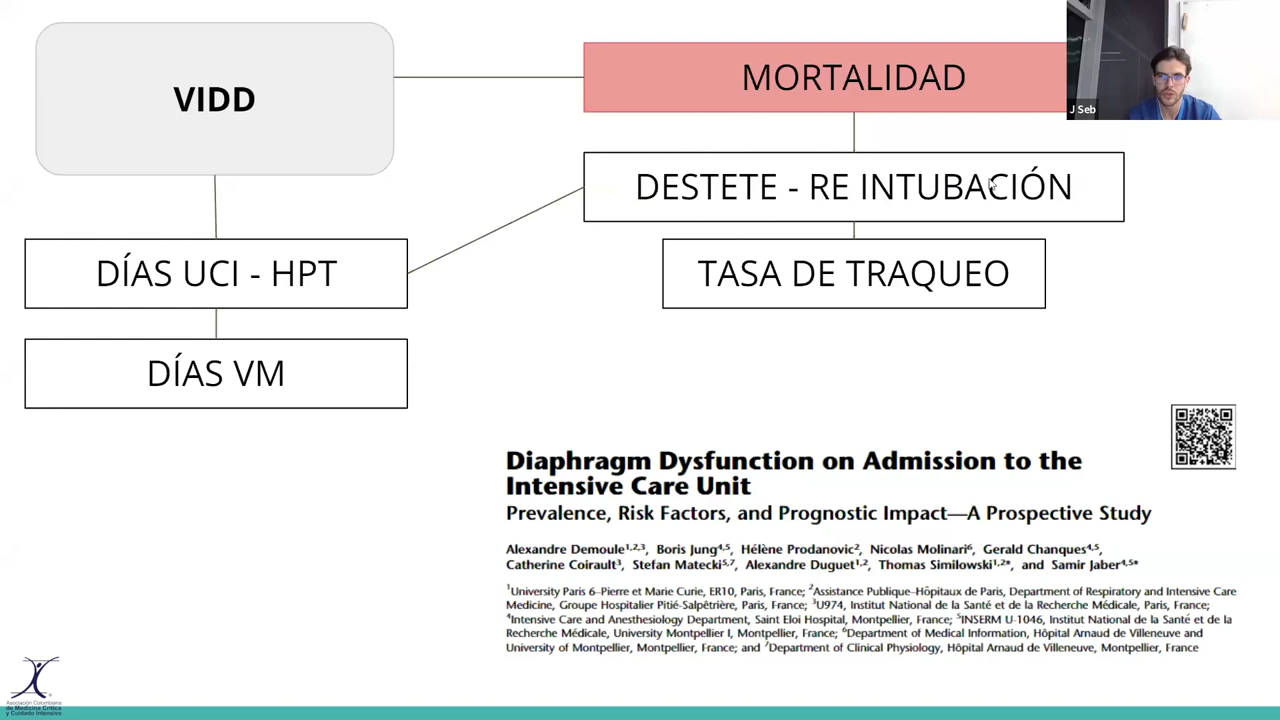 VIDD
MORTALIDAD
J Seb
DESTETE - RE INTUBACIÓN
DÍAS UCI - HPT
TASA DE TRAQUEO
DÍAS VM
Diaphragm Dysfunction on Admission to the
Intensive Care Unit
Prevalence, Risk Factors, and Prognostic Impact—A Prospective Study
Alexandre Demoule1,2,3, Boris Jung4,5, Hélène Prodanovic2, Nicolas Molinari6, Gerald Chanques4,5,
Catherine Coirault3, Stefan Matecki5,7, Alexandre Duguet1,2, Thomas Similowski1,2*, and Samir Jaber4,5*
1University Paris 6–Pierre et Marie Curie, ER10, Paris, France; 2Assistance Publique–Hôpitaux de Paris, Department of Respiratory and Intensive Care
Medicine, Groupe Hospitalier Pitié-Salpêtrière, Paris, France; 3U974, Institut National de la Santé et de la Recherche Médicale, Paris, France;
4Intensive Care and Anesthesiology Department, Saint Eloi Hospital, Montpellier, France; 5INSERM U-1046, Institut National de la Santé et de la
Recherche Médicale, University Montpellier I, Montpellier, France; 6Department of Medical Information, Hôpital Arnaud de Villeneuve and
University of Montpellier, Montpellier, France; and 7Department of Clinical Physiology, Hôpital Arnaud de Villeneuve, Montpellier, France
Asociación Colombiana
de Medicina Crítica
y Cuidado Intensivo